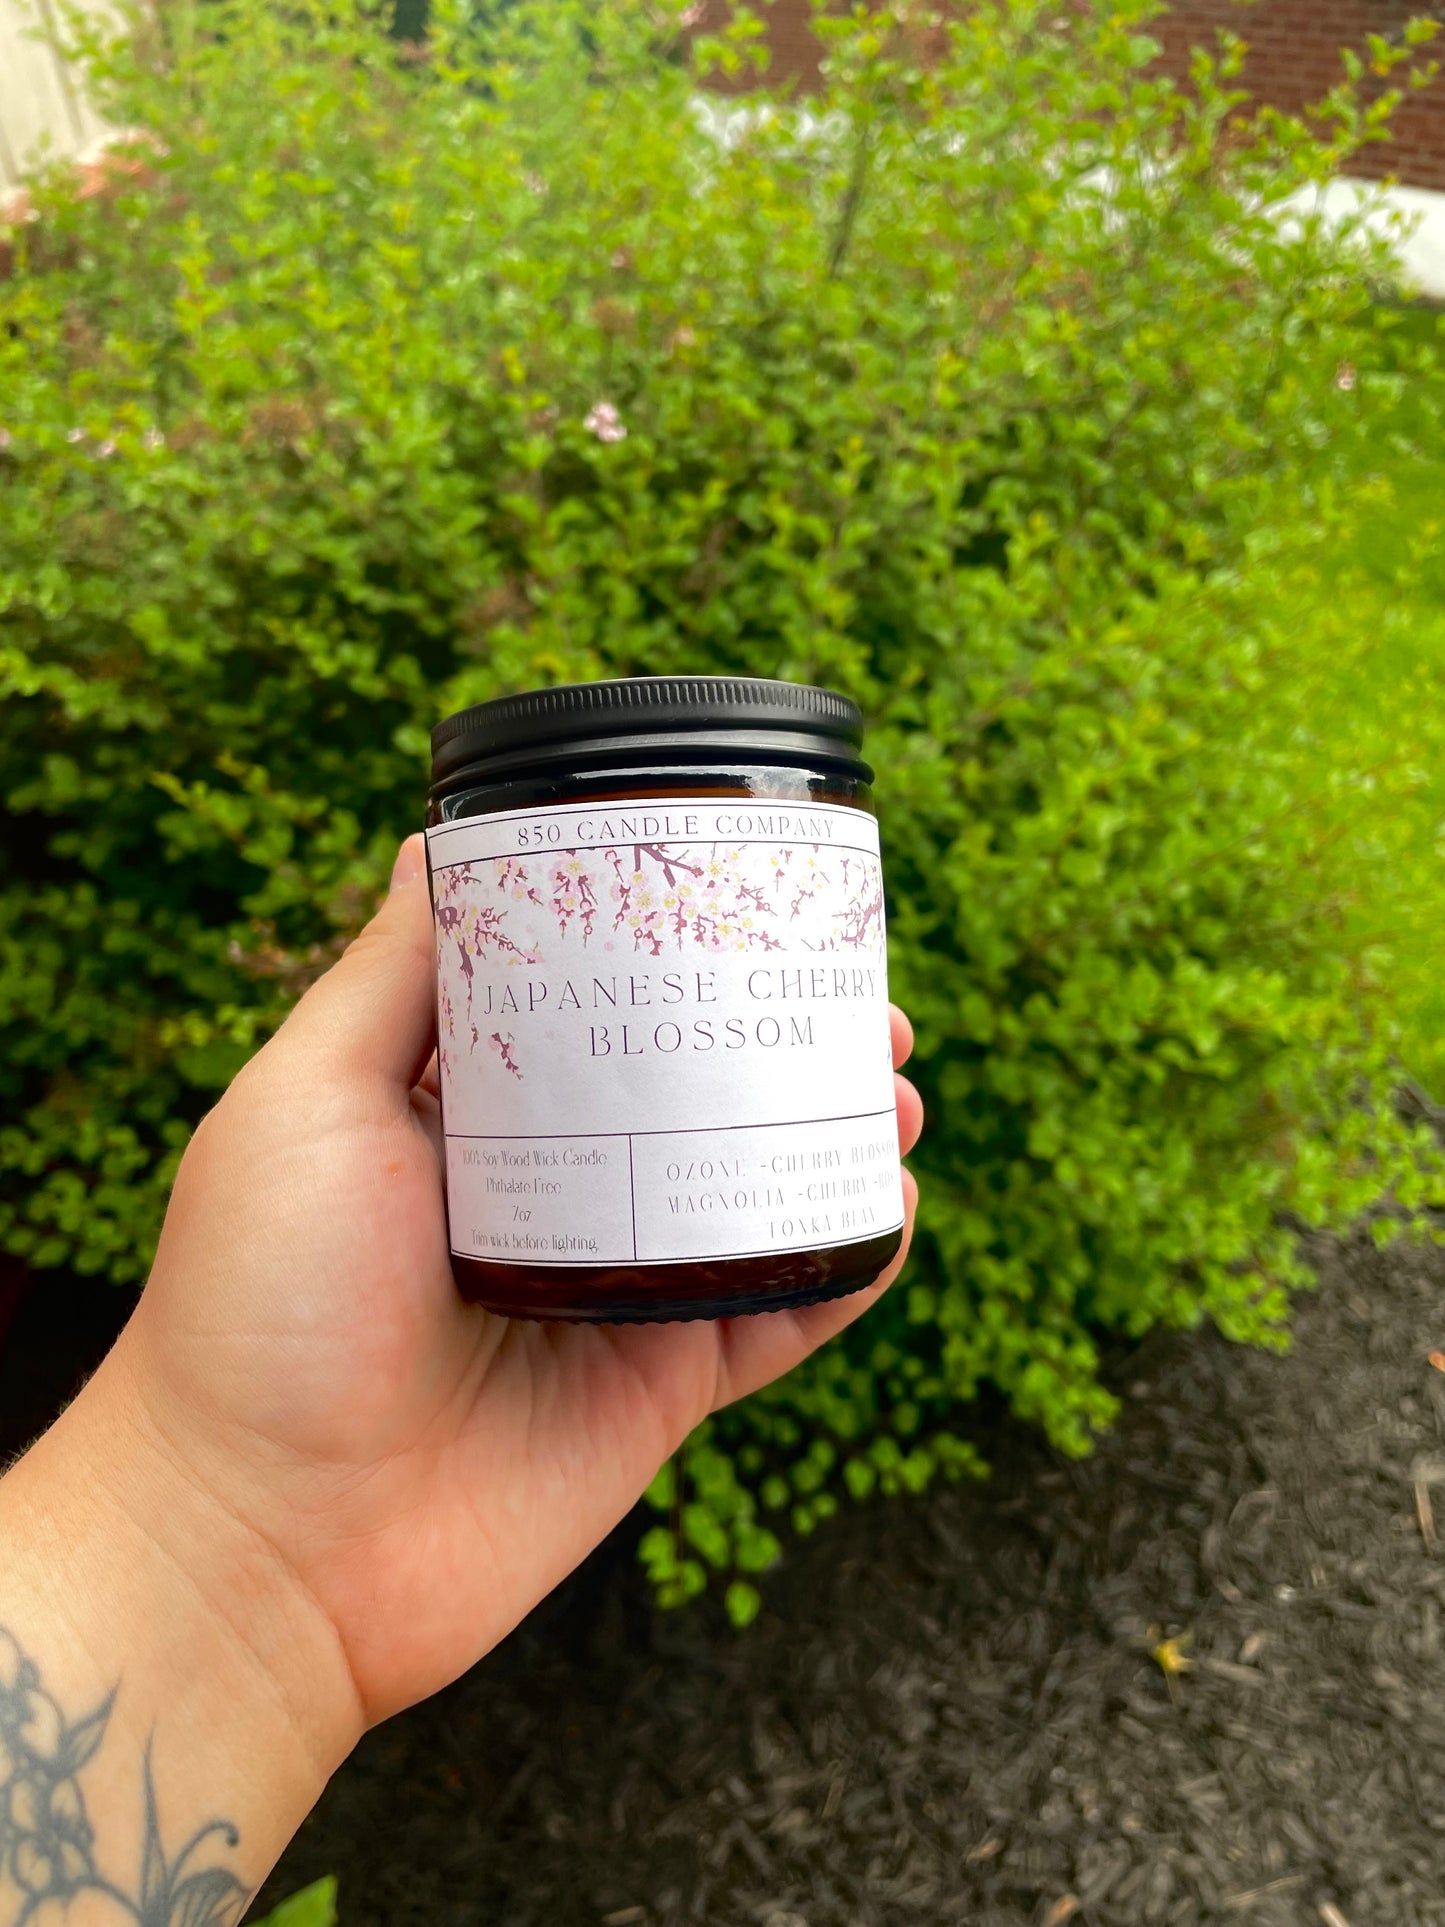 850 CANDLE COMPANY
JAPANESE CHERRY
BLOSSOM
100% Soy Wood Wick Candle
Phthalate Free
7oz
Trim wick before lighting.
OZONE -CHERRY
MAGNOLIA -CHERRY
TONKA BEAN